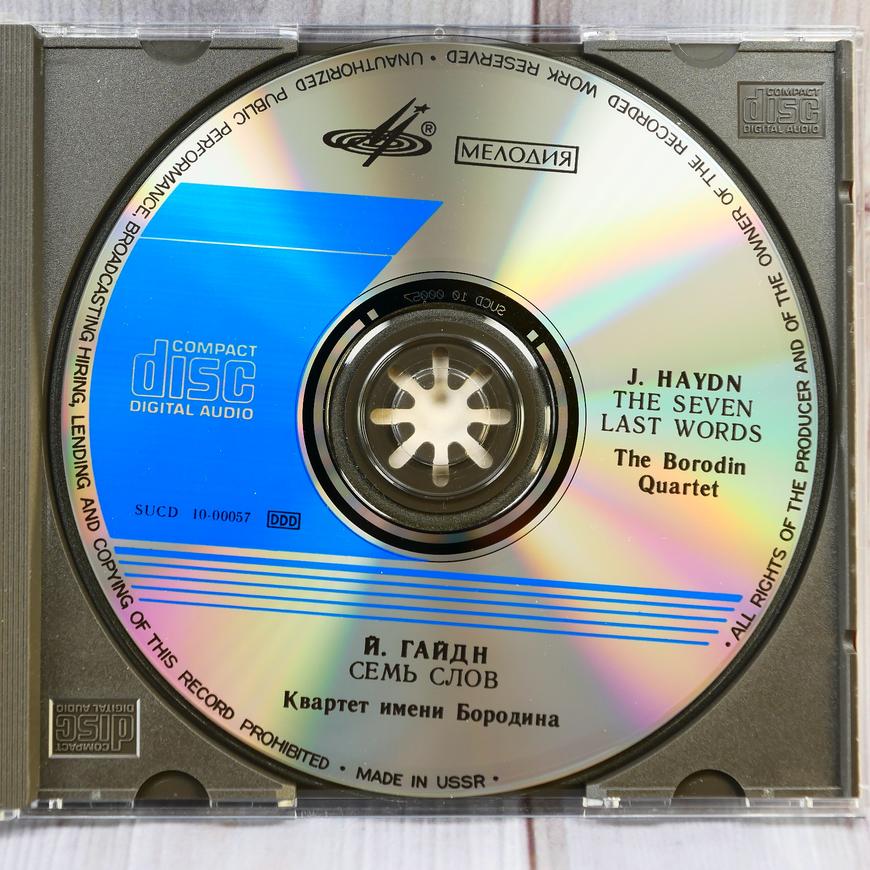 ®
МЕЛОДИЯ
COMPACT
disc
DIGITAL AUDIO
SUCD 10-00057 DDD
J. HAYDN
THE SEVEN
LAST WORDS
The Borodin
Quartet
Й. ГАЙДН
СЕМЬ СЛОВ
Квартет имени Бородина
• ALL RIGHTS OF THE PRODUCER AND OF THE OWNER OF THE RECORDED WORK RESERVED • UNAUTHORIZED PUBLIC PERFORMANCE, BROADCASTING HIRING, LENDING AND COPYING OF THIS RECORD PROHIBITED • MADE IN USSR •
SUCD 10 00057
COMPACT
disc
DIGITAL AUDIO
COMPACT
disc
DIGITAL AUDIO